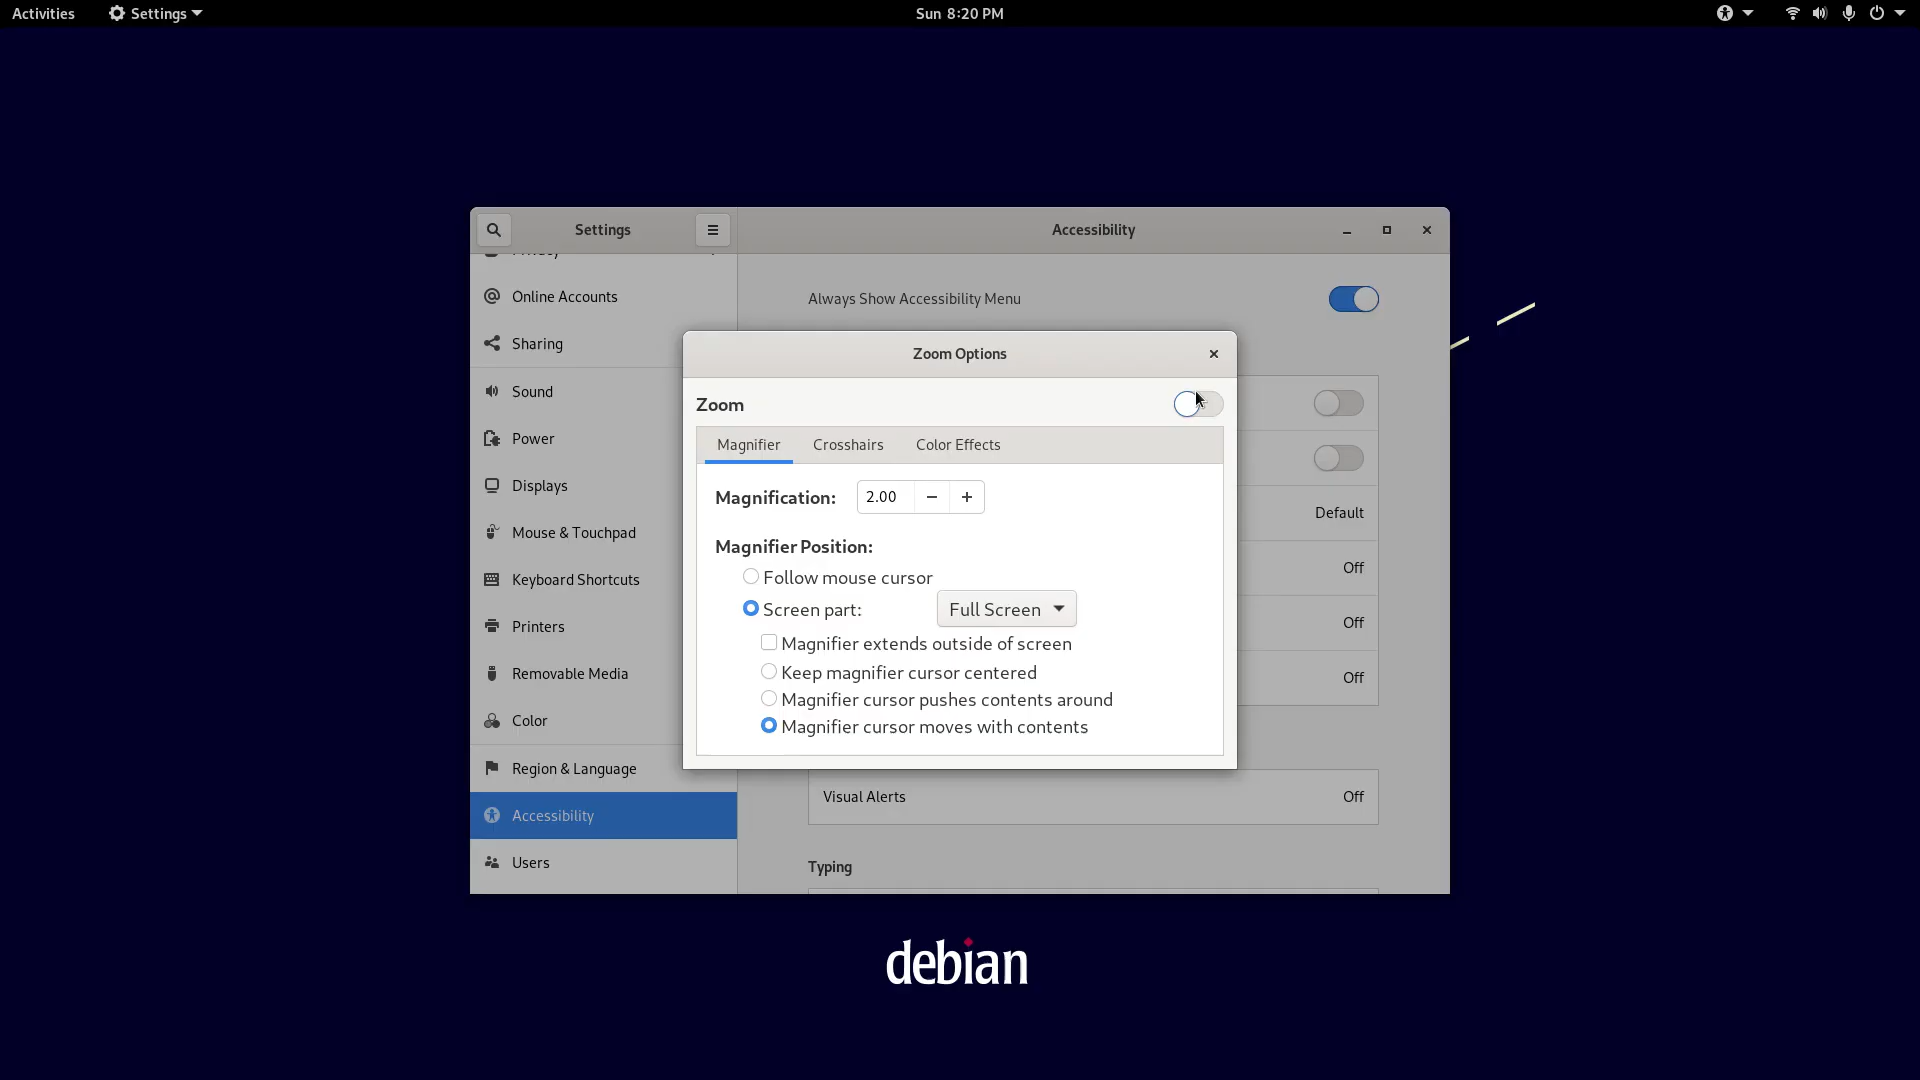 Activities
Settings
Sun 8:20 PM
Settings
Accessibility
Privacy
Online Accounts
Sharing
Sound
Power
Displays
Mouse & Touchpad
Keyboard Shortcuts
Printers
Removable Media
Color
Region & Language
Accessibility
Users
Always Show Accessibility Menu
Default
Off
Off
Off
Visual Alerts
Off
Typing
Zoom Options
Zoom
Magnifier
Crosshairs
Color Effects
Magnification:
2.00
Magnifier Position:
Follow mouse cursor
Screen part:
Full Screen
Magnifier extends outside of screen
Keep magnifier cursor centered
Magnifier cursor pushes contents around
Magnifier cursor moves with contents
debian